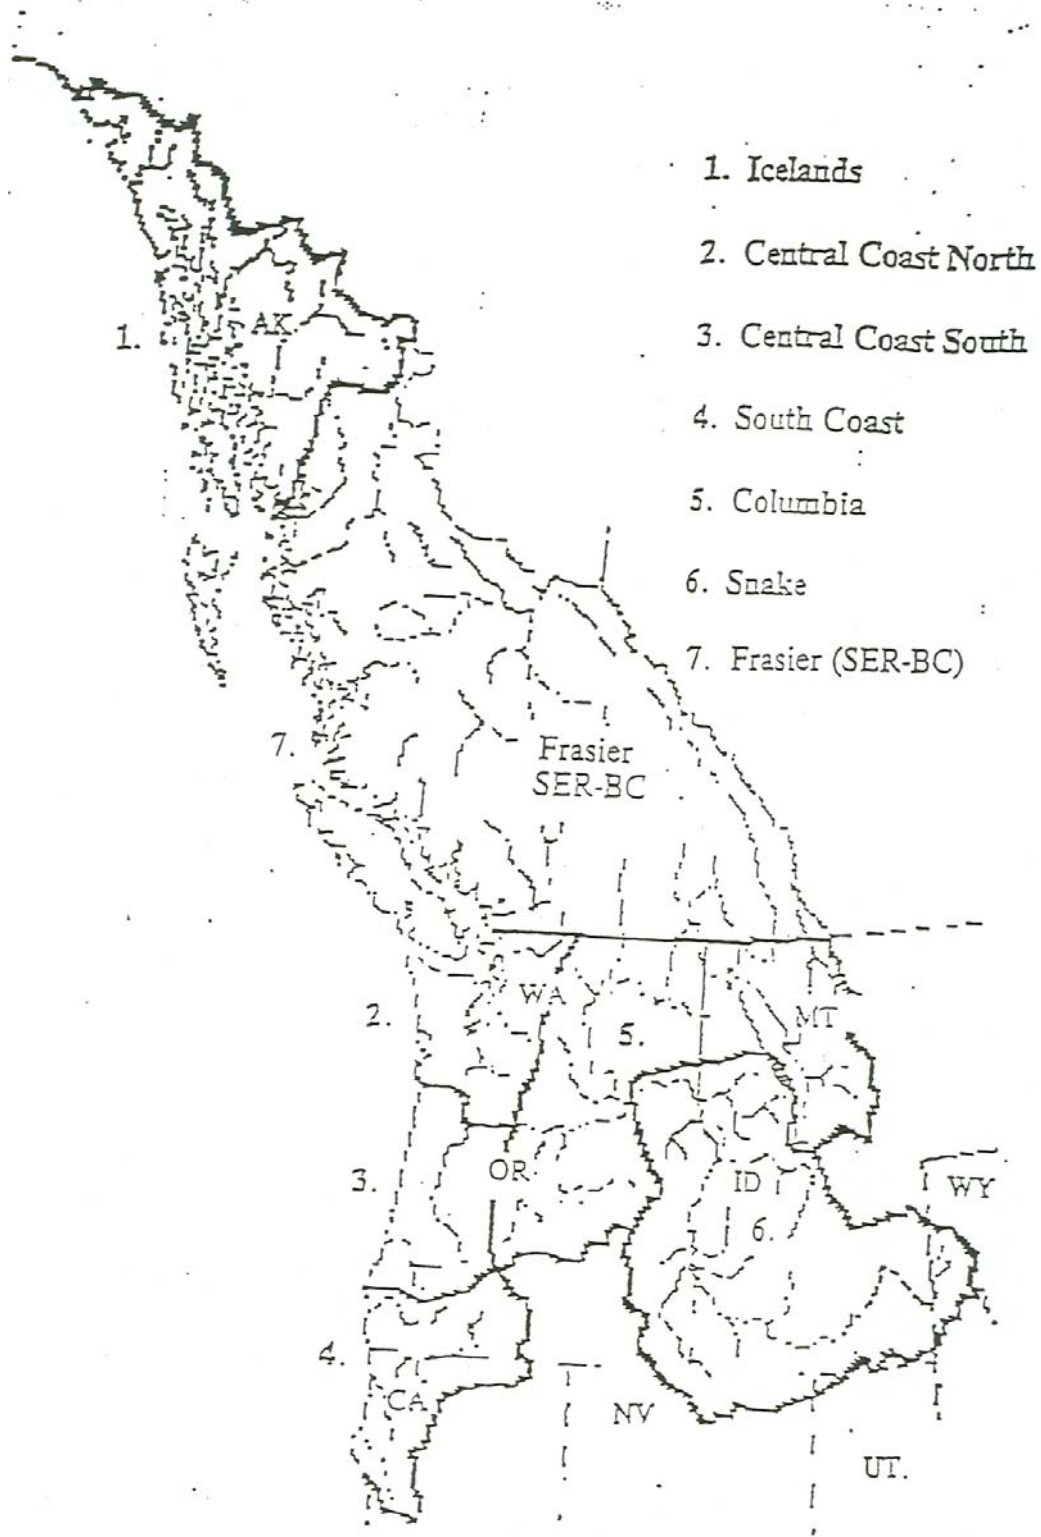 1. Icelands
2. Central Coast North
3. Central Coast South
4. South Coast
5. Columbia
6. Snake
7. Frasier (SER-BC)
1.
AK
7.
Frasier
SER-BC
WA
MT
2.
5.
OR
ID
WY
3.
6.
4.
CA
NV
UT.